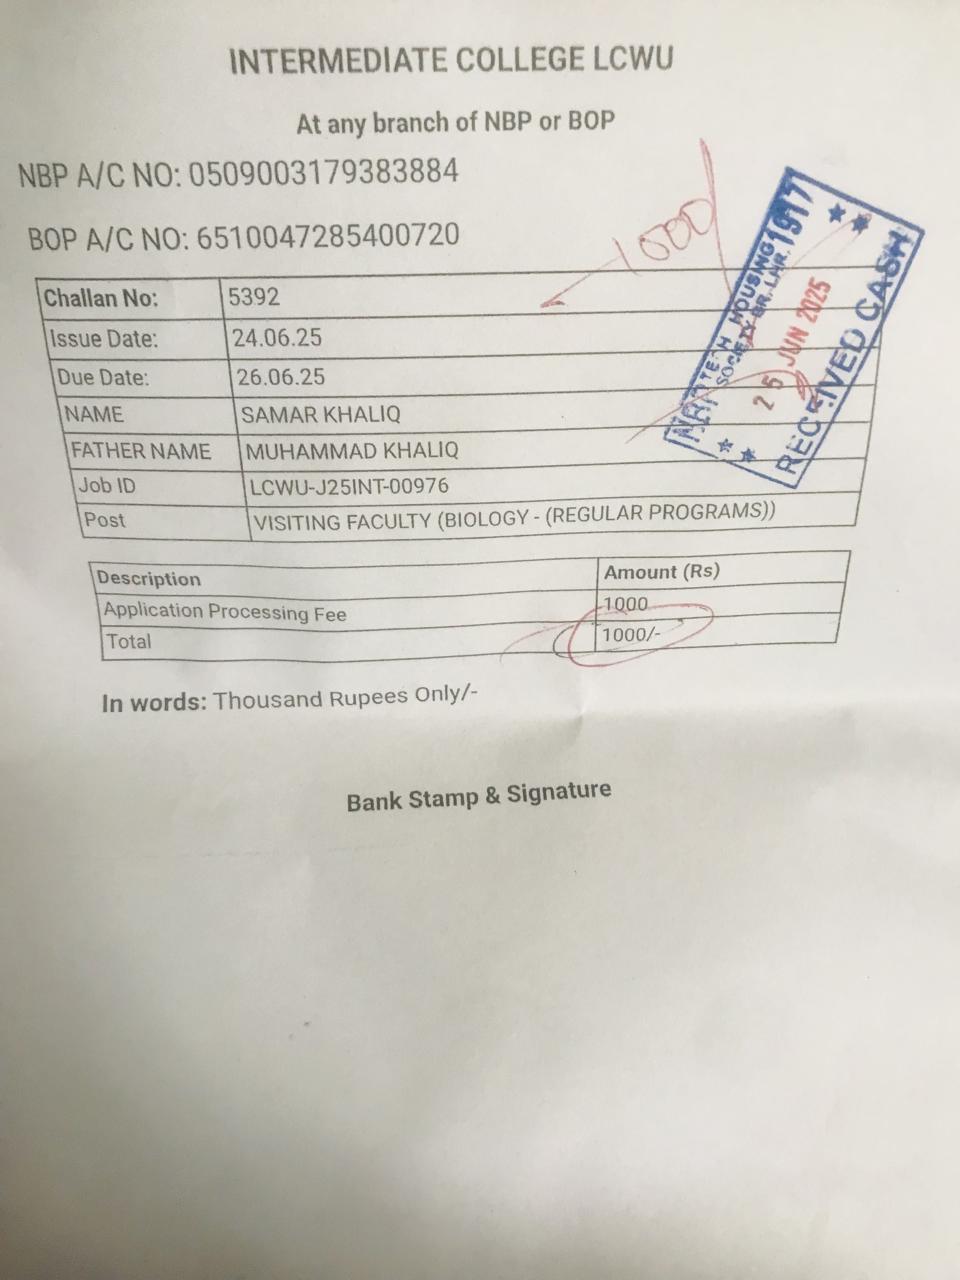 INTERMEDIATE COLLEGE LCWU
At any branch of NBP or BOP
NBP A/C NO: 0509003179383884
BOP A/C NO: 6510047285400720
1000/
Challan No: 5392
Issue Date: 24.06.25
Due Date: 26.06.25
NAME SAMAR KHALIQ
FATHER NAME MUHAMMAD KHALIQ
Job ID LCWU-J25INT-00976
Post VISITING FACULTY (BIOLOGY - (REGULAR PROGRAMS))
HOUSING 1917
SOCIETY BR. LHR.
25 JUN 2025
RECEIVED CASH
Description Amount (Rs)
Application Processing Fee 1000
Total 1000/-
In words: Thousand Rupees Only/-
Bank Stamp & Signature